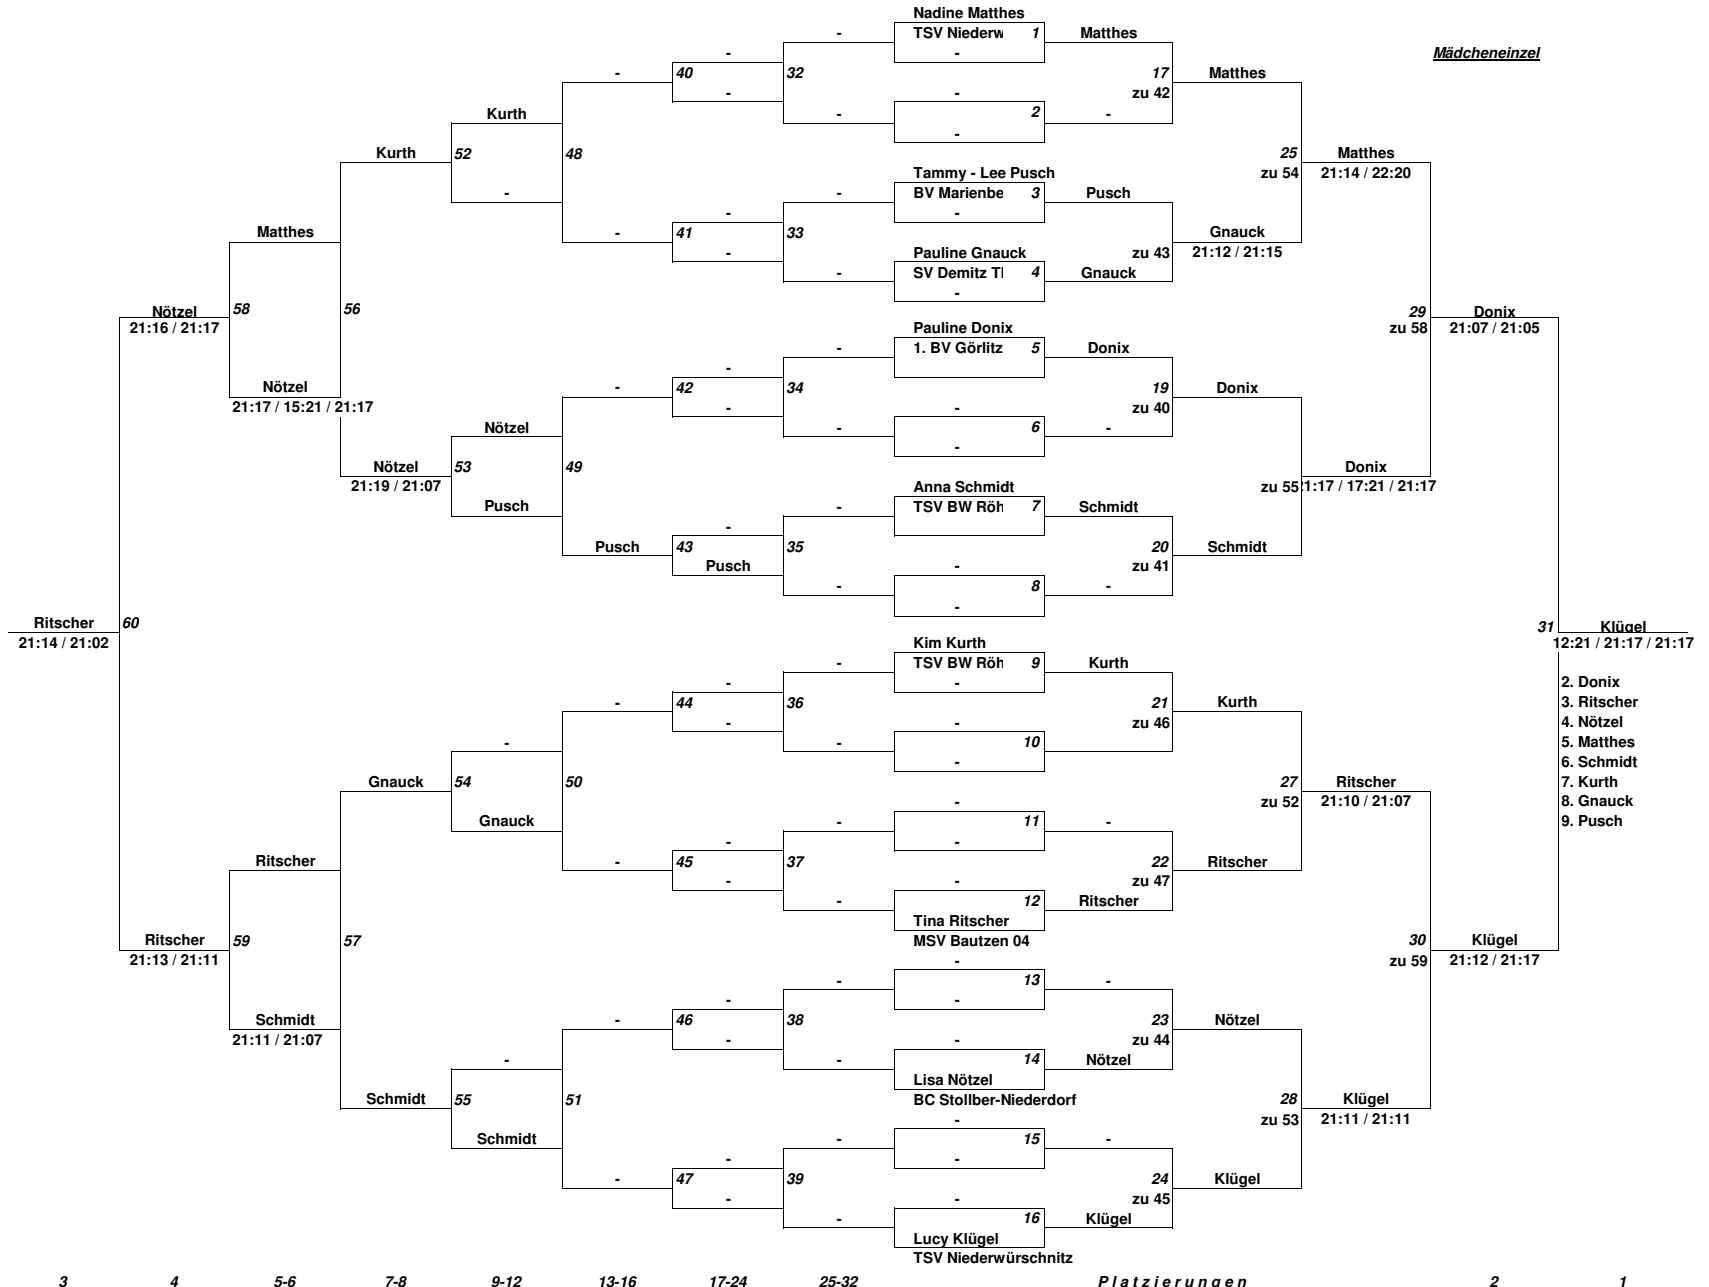 Nadine Matthes
- TSV Niederw 1 Matthes
- - Mädcheneinzel
- 40 32 17 Matthes
- - zu 42
Kurth - 2 -
-
Kurth 52 48 25 Matthes
Tammy - Lee Pusch zu 54 21:14 / 22:20
- - BV Marienbe 3 Pusch
- -
Matthes - 41 33 Gnauck
- Pauline Gnauck zu 43 21:12 / 21:15
- SV Demitz Tl 4 Gnauck
-
Nötzel 58 56 29 Donix
21:16 / 21:17 Pauline Donix zu 58 21:07 / 21:05
- 1. BV Görlitz 5 Donix
-
Nötzel - 42 34 19 Donix
21:17 / 15:21 / 21:17 - - zu 40
Nötzel - 6 -
-
Nötzel 53 49 Donix
21:19 / 21:07 Anna Schmidt zu 55 21:17 / 17:21 / 21:17
Pusch - TSV BW Röh 7 Schmidt
-
Pusch 43 35 20 Schmidt
Pusch - zu 41
- 8 -
-
Ritscher 60 31 Klügel
21:14 / 21:02 Kim Kurth 12:21 / 21:17 / 21:17
- TSV BW Röh 9 Kurth
- - 2. Donix
- 44 36 21 Kurth 3. Ritscher
- - zu 46 4. Nötzel
- - 10 5. Matthes
- 6. Schmidt
Gnauck 54 50 27 Ritscher 7. Kurth
- zu 52 21:10 / 21:07 8. Gnauck
Gnauck - 11 - 9. Pusch
- -
Ritscher - 45 37 22 Ritscher
- - zu 47
- 12 Ritscher
Tina Ritscher
Ritscher 59 57 MSV Bautzen 04 30 Klügel
21:13 / 21:11 - zu 59 21:12 / 21:17
- 13 -
- -
Schmidt - 46 38 23 Nötzel
21:11 / 21:07 - - zu 44
- - 14 Nötzel
Lisa Nötzel
Schmidt 55 51 BC Stollber-Niederdorf 28 Klügel
- zu 53 21:11 / 21:11
Schmidt - 15 -
- -
- 47 39 24 Klügel
- - zu 45
- 16 Klügel
Lucy Klügel
TSV Niederwürschnitz
3 4 5-6 7-8 9-12 13-16 17-24 25-32 Platzierungen 2 1